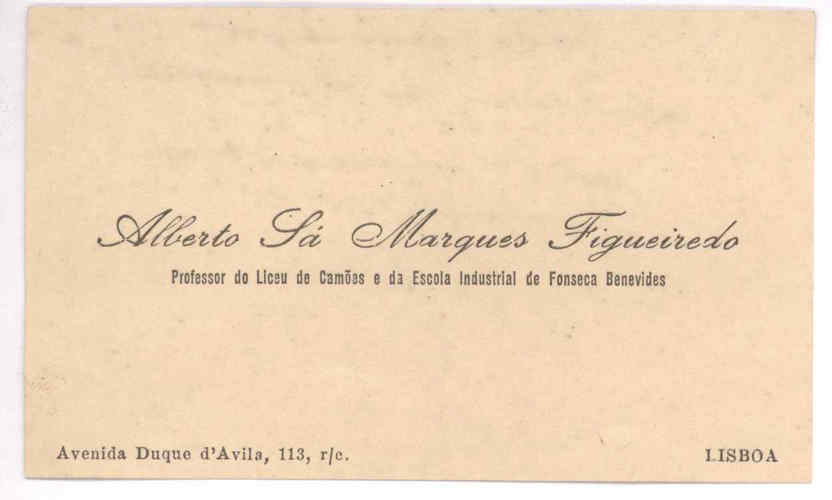 Alberto Sá Marques Figueiredo
Professor do Liceu de Camões e da Escola Industrial de Fonseca Benevides
Avenida Duque d'Avila, 113, r/c.
LISBOA